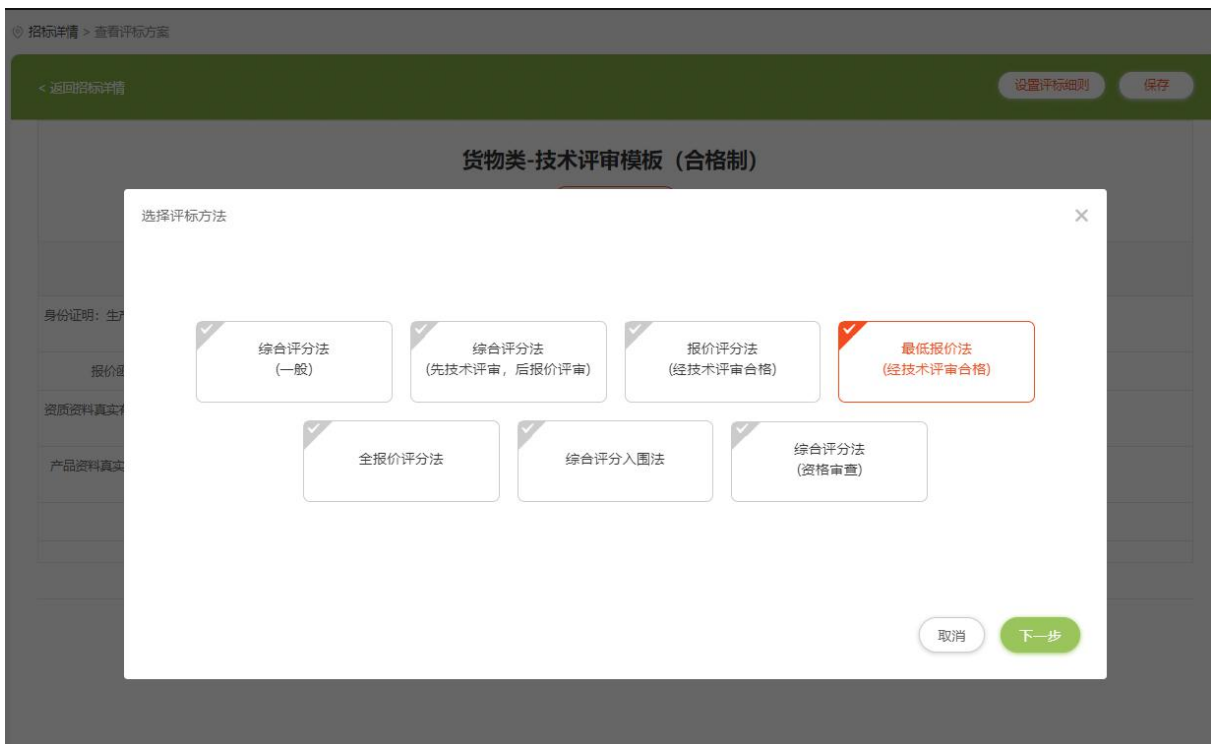 招标详情 > 查看评标方案
< 返回招标详情
设置评标细则
保存
货物类-技术评审模板（合格制）
选择评标方法
身份证明：生产
报价函
资质资料真实有
产品资料真实
综合评分法
(一般)
综合评分法
(先技术评审，后报价评审)
报价评分法
(经技术评审合格)
最低报价法
(经技术评审合格)
全报价评分法
综合评分入围法
综合评分法
(资格审查)
取消
下一步